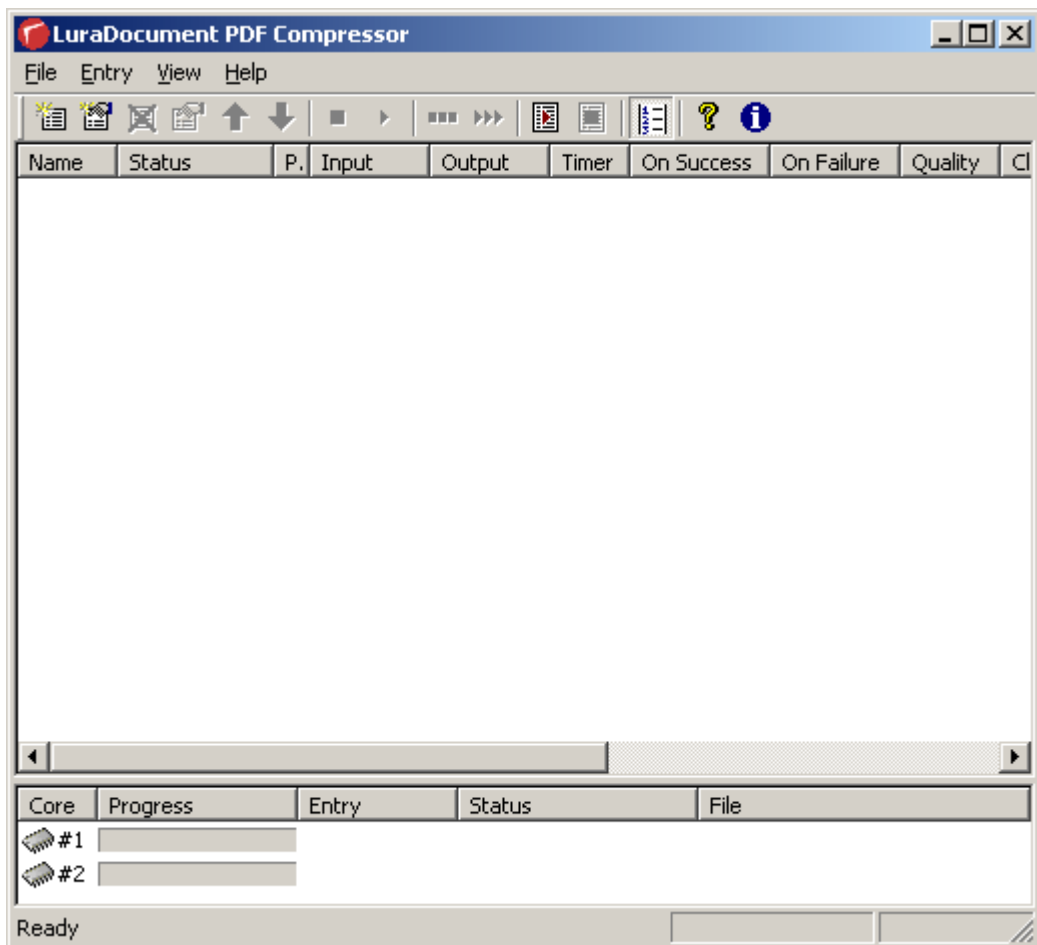 LuraDocument PDF Compressor
File Entry View Help
Name Status P. Input Output Timer On Success On Failure Quality Cl
Core Progress Entry Status File
#1
#2
Ready